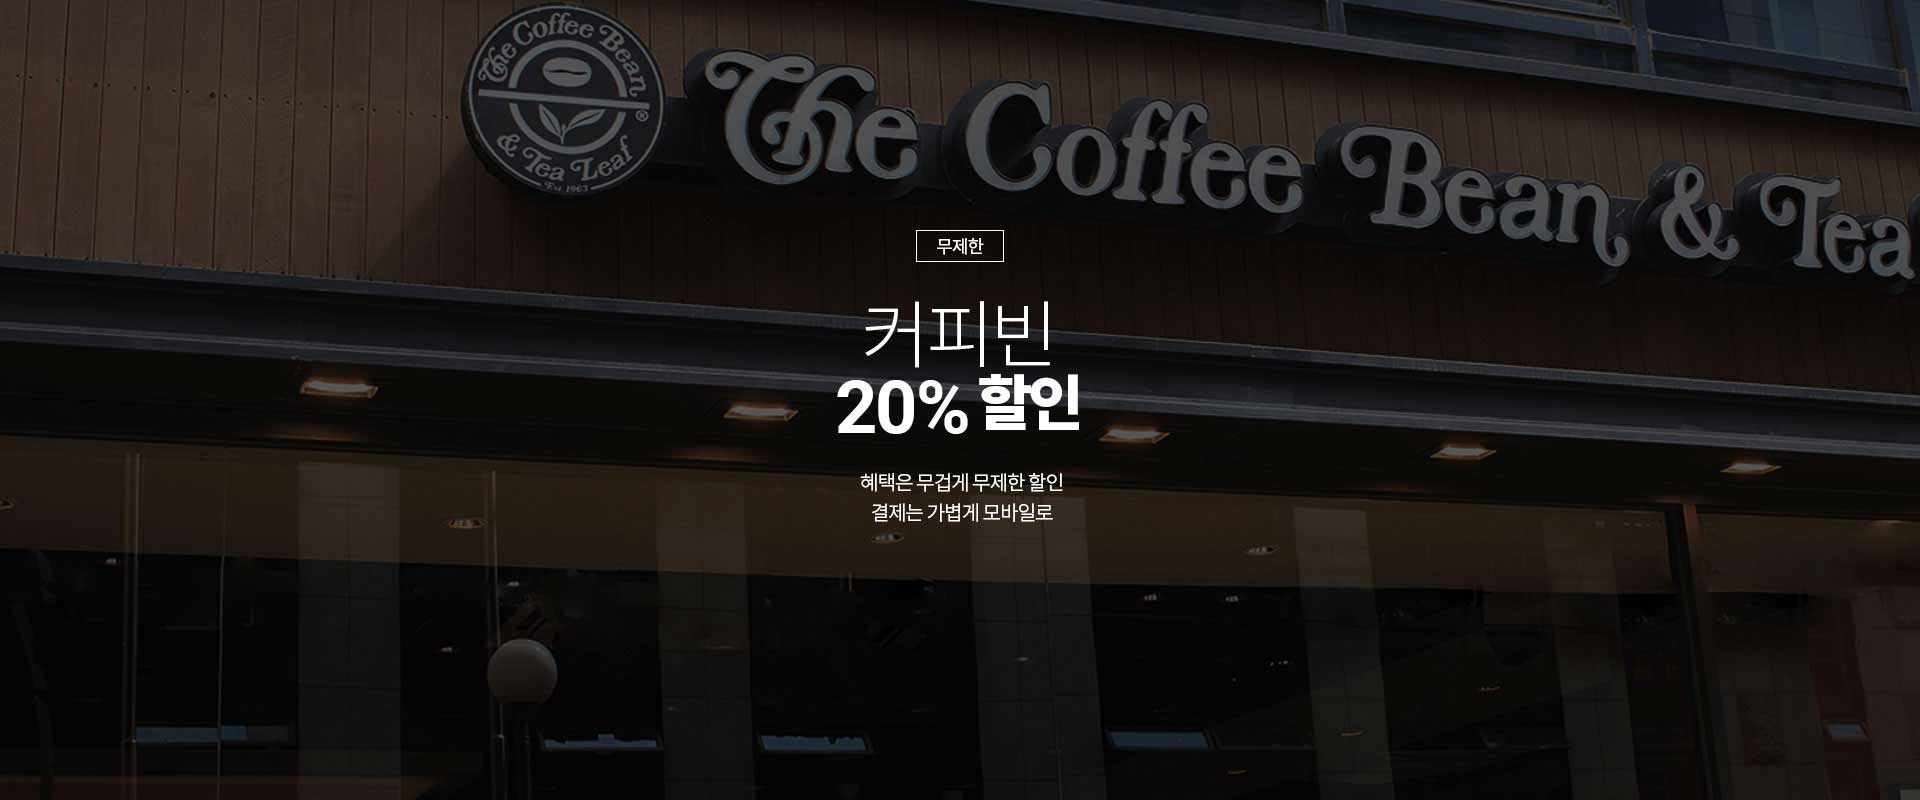 The Coffee Bean
& Tea Leaf
Est. 1963
The Coffee Bean & Tea
무제한
커피빈
20% 할인
혜택은 무겁게 무제한 할인
결제는 가볍게 모바일로